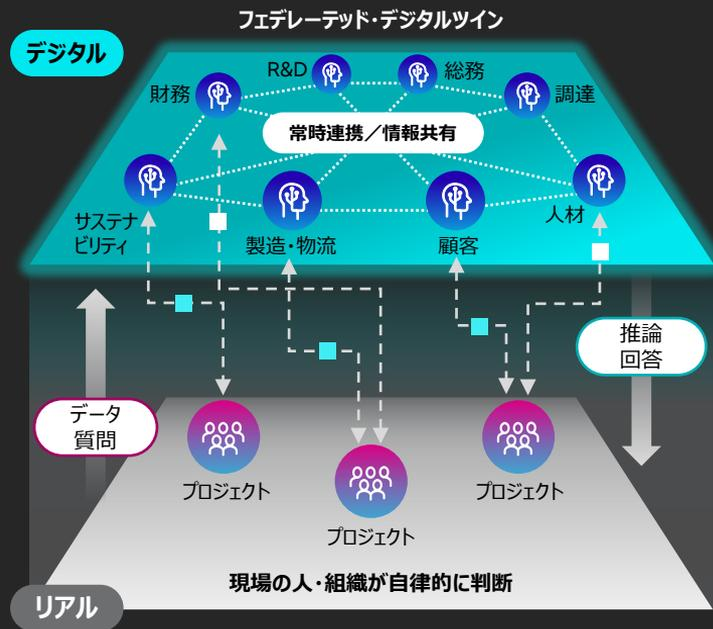 フェデレーテッド・デジタルツイン
デジタル
R&D
総務
財務
調達
常時連携／情報共有
サステナ
ビリティ
製造・物流
顧客
人材
推論
回答
データ
質問
プロジェクト
プロジェクト
プロジェクト
現場の人・組織が自律的に判断
リアル